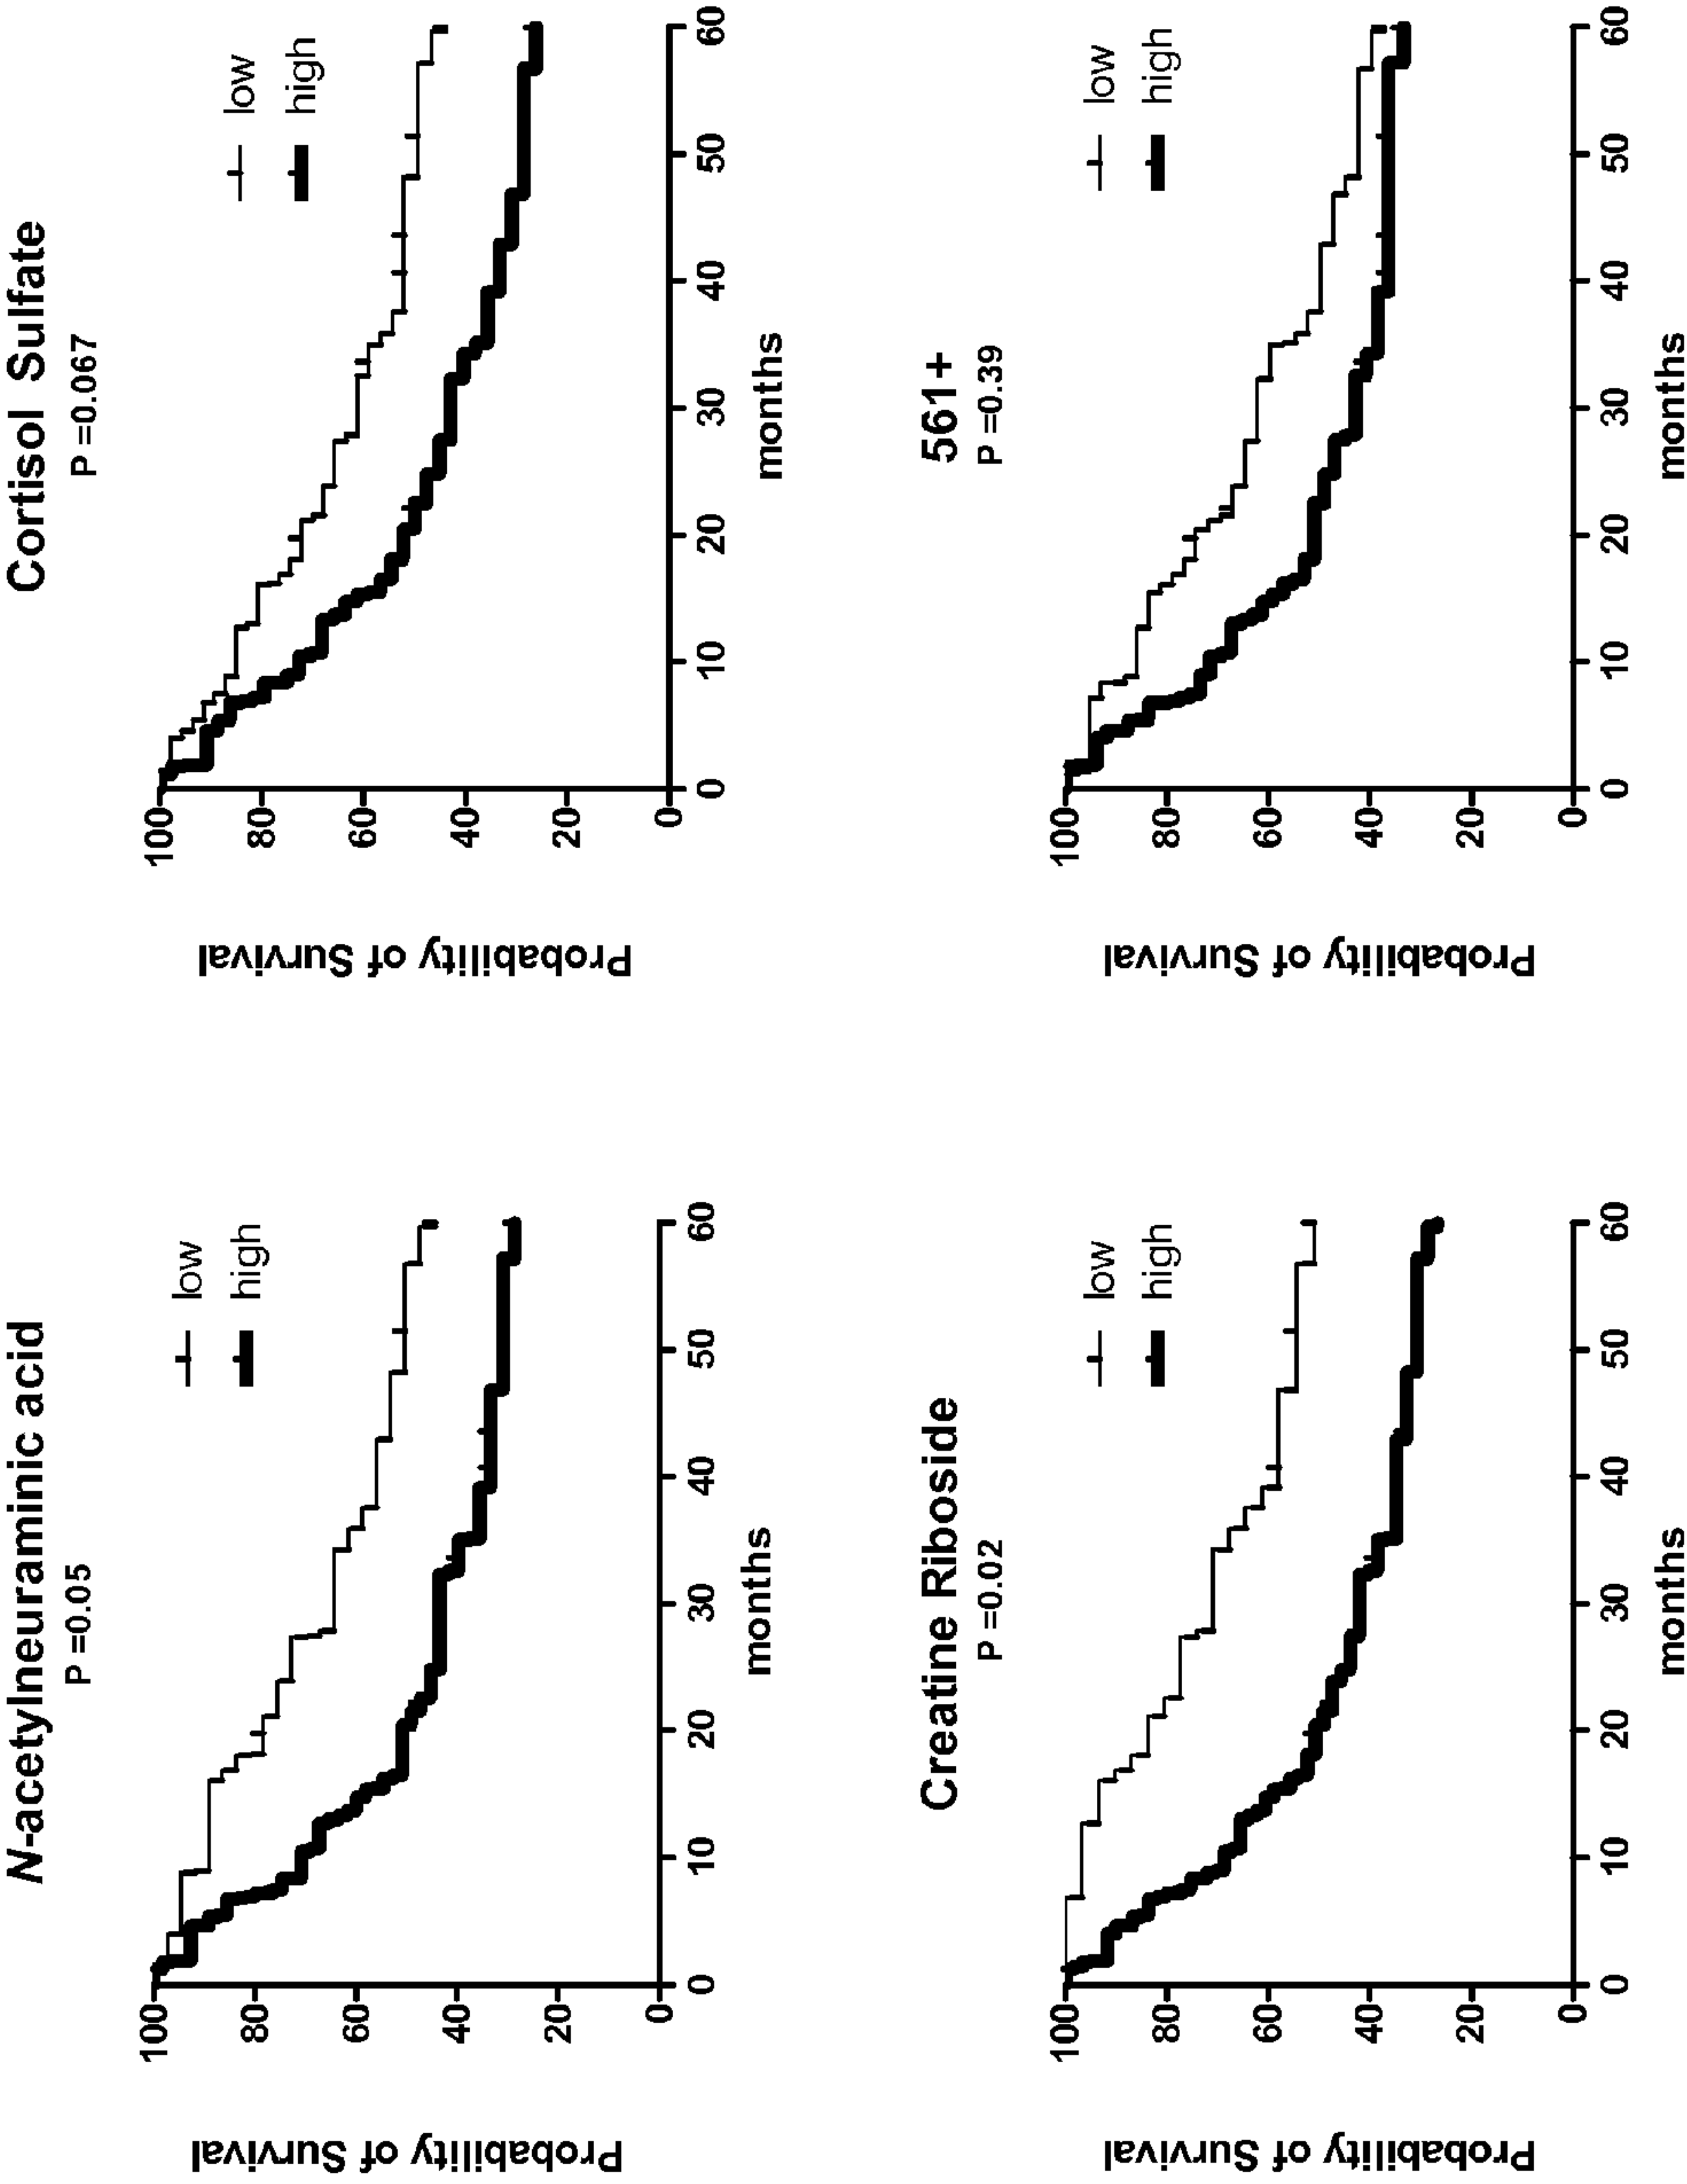 N-acetylneuraminic acid
P =0.05
Probability of Survival
100
80
60
40
20
0
low
high
0 10 20 30 40 50 60
months
Cortisol Sulfate
P =0.067
Probability of Survival
100
80
60
40
20
0
low
high
0 10 20 30 40 50 60
months
Creatine Riboside
P =0.02
Probability of Survival
100
80
60
40
20
0
low
high
0 10 20 30 40 50 60
months
561+
P =0.39
Probability of Survival
100
80
60
40
20
0
low
high
0 10 20 30 40 50 60
months